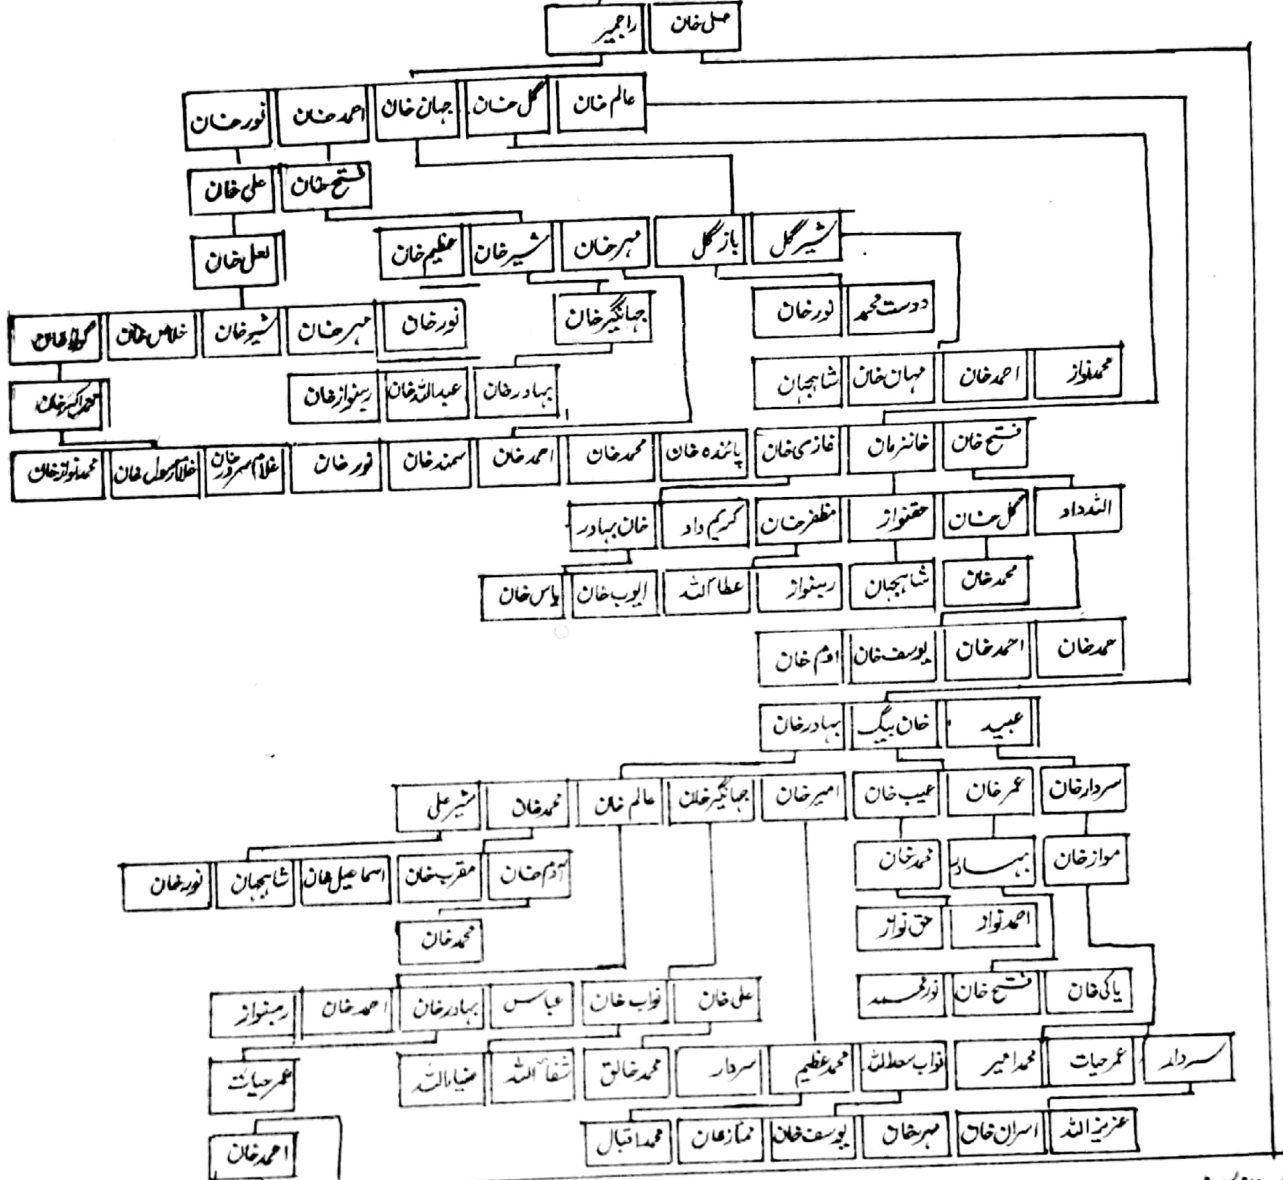 علی خان راجمیر
عالم خان گل خان جہان خان احمد خان نور خان
فتح خان علی خان
شیر گل باز گل مہر خان شیر خان عظیم خان لعل خان
دوست محمد نور خان جہانگیر خان نور خان مہر خان شیر خان خلاص خان
محمد نواز احمد خان مہان خان شاہجہان بہادر خان عبداللہ خان ربنواز خان محمد اکبر خان
فتح خان خانزمان غازی خان پائندہ خان محمد خان احمد خان سمند خان نور خان غلام سرور خان غلام رسول خان محمد نواز خان
اللہ داد گل خان حقنواز مظفر خان کریم داد خان بہادر
محمد خان شاہجہان ربنواز عطاء اللہ ایوب خان یاس خان
حمد خان احمد خان یوسف خان ادم خان
عبید خان بیگ بہادر خان
سردار خان عمر خان عیب خان امیر خان جہانگیر خان عالم خان محمد خان شیر علی
مواز خان بہادر محمد خان آدم خان مقرب خان اسماعیل خان شاہجہان نور خان
احمد نواز حق نواز محمد خان
یاکی خان فتح خان نور محمد علی خان نواب خان عباس بہادر خان احمد خان ربنواز
سردار عمر حیات محمد امیر نواب سعد اللہ محمد عظیم سردار محمد خالق شفاء اللہ ضیاء اللہ عمر حیات
عزیز اللہ اسران خان مہر خان یوسف خان ممتاز خان محمد اقبال احمد خان